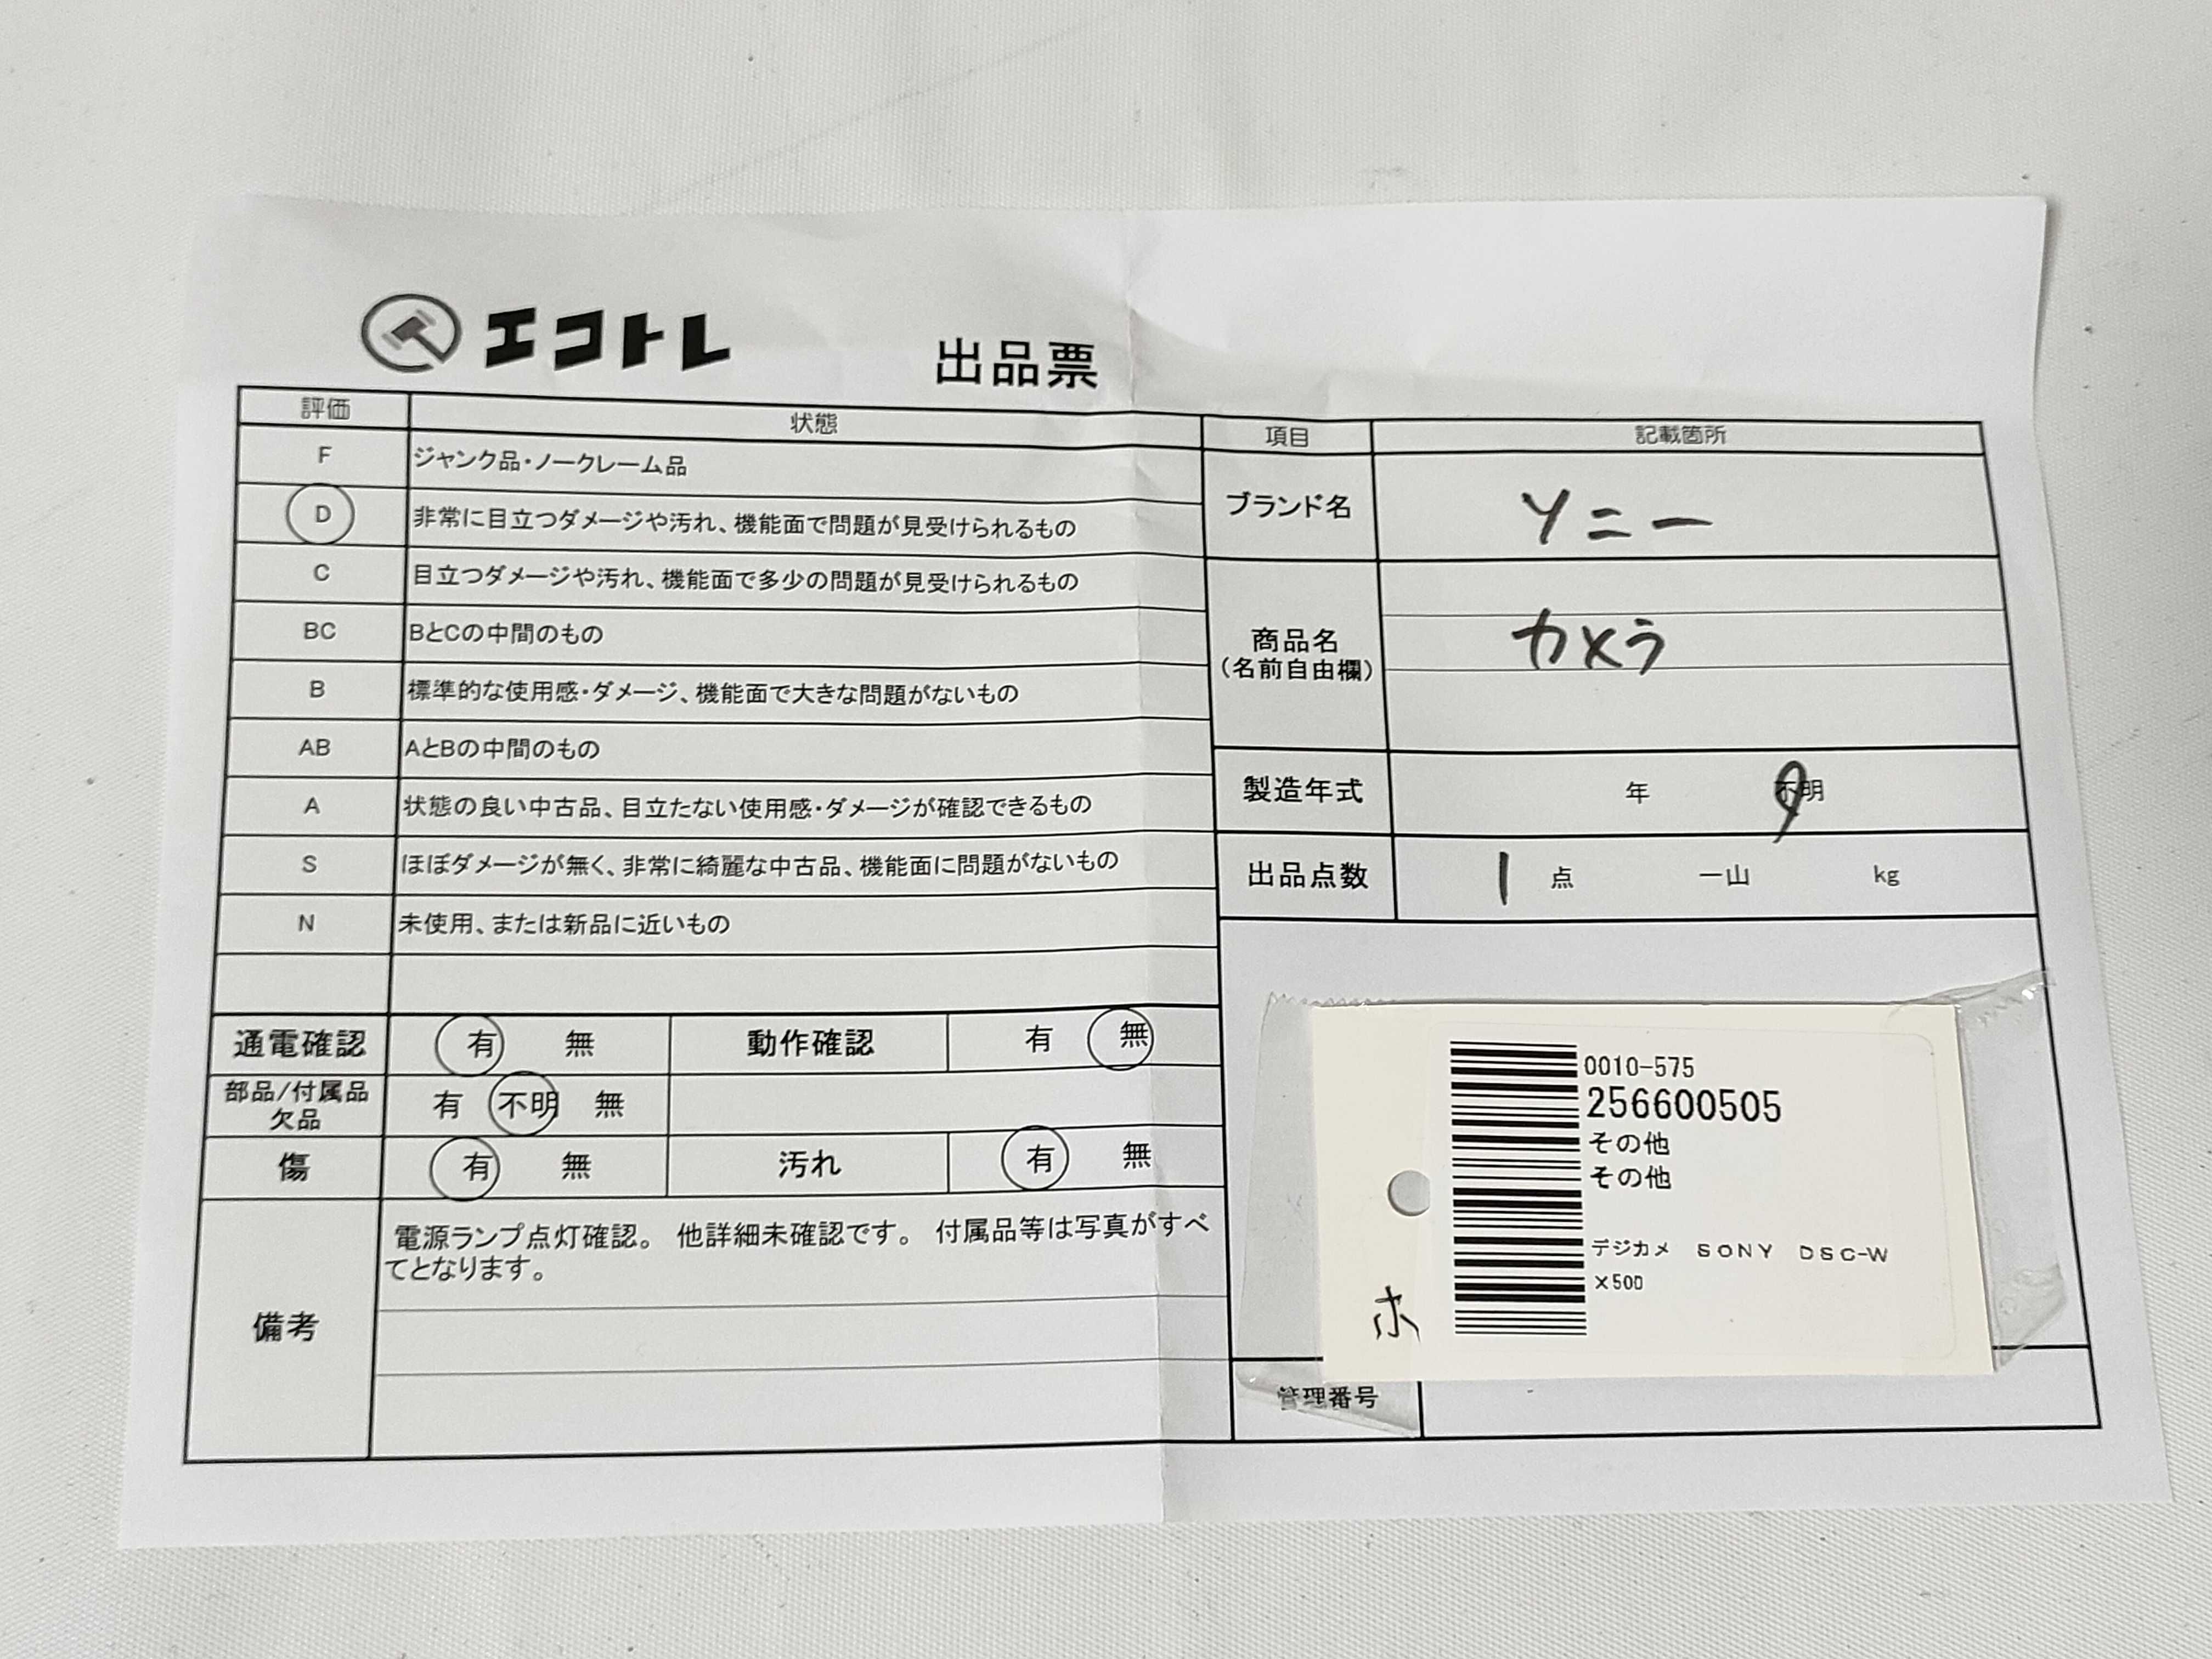 エコトレ
出品票
評価 状態
F ジャンク品・ノークレーム品
D 非常に目立つダメージや汚れ、機能面で問題が見受けられるもの
C 目立つダメージや汚れ、機能面で多少の問題が見受けられるもの
BC BとCの中間のもの
B 標準的な使用感・ダメージ、機能面で大きな問題がないもの
AB AとBの中間のもの
A 状態の良い中古品、目立たない使用感・ダメージが確認できるもの
S ほぼダメージが無く、非常に綺麗な中古品、機能面に問題がないもの
N 未使用、または新品に近いもの
通電確認 有 無 動作確認 有 無
部品/付属品
欠品
有 不明 無
傷 有 無 汚れ 有 無
備考
電源ランプ点灯確認。 他詳細未確認です。 付属品等は写真がすべ
てとなります。
項目 記載箇所
ブランド名 ソニー
商品名
(名前自由欄)
カメラ
製造年式 年 不明
出品点数 1 点 一山 kg
0010-575
256600505
その他
その他
デジカメ SONY DSC-W
X500
ホ
管理番号